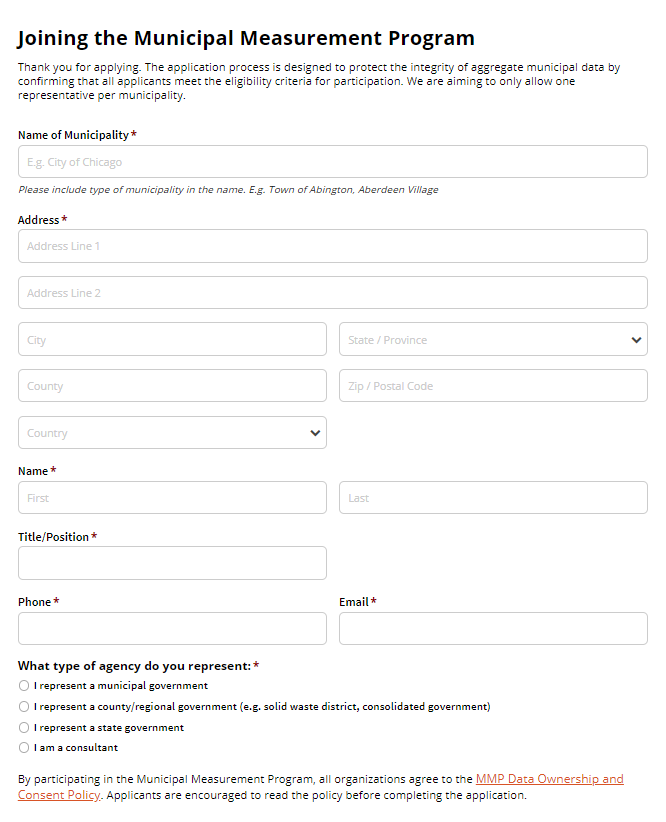 Joining the Municipal Measurement Program
Thank you for applying. The application process is designed to protect the integrity of aggregate municipal data by
confirming that all applicants meet the eligibility criteria for participation. We are aiming to only allow one
representative per municipality.
Name of Municipality *
E.g. City of Chicago
Please include type of municipality in the name. E.g. Town of Abington, Aberdeen Village
Address *
Address Line 1
Address Line 2
City
State / Province
County
Zip / Postal Code
Country
Name *
First
Last
Title/Position *
Phone *
Email *
What type of agency do you represent: *
I represent a municipal government
I represent a county/regional government (e.g. solid waste district, consolidated government)
I represent a state government
I am a consultant
By participating in the Municipal Measurement Program, all organizations agree to the MMP Data Ownership and
Consent Policy. Applicants are encouraged to read the policy before completing the application.